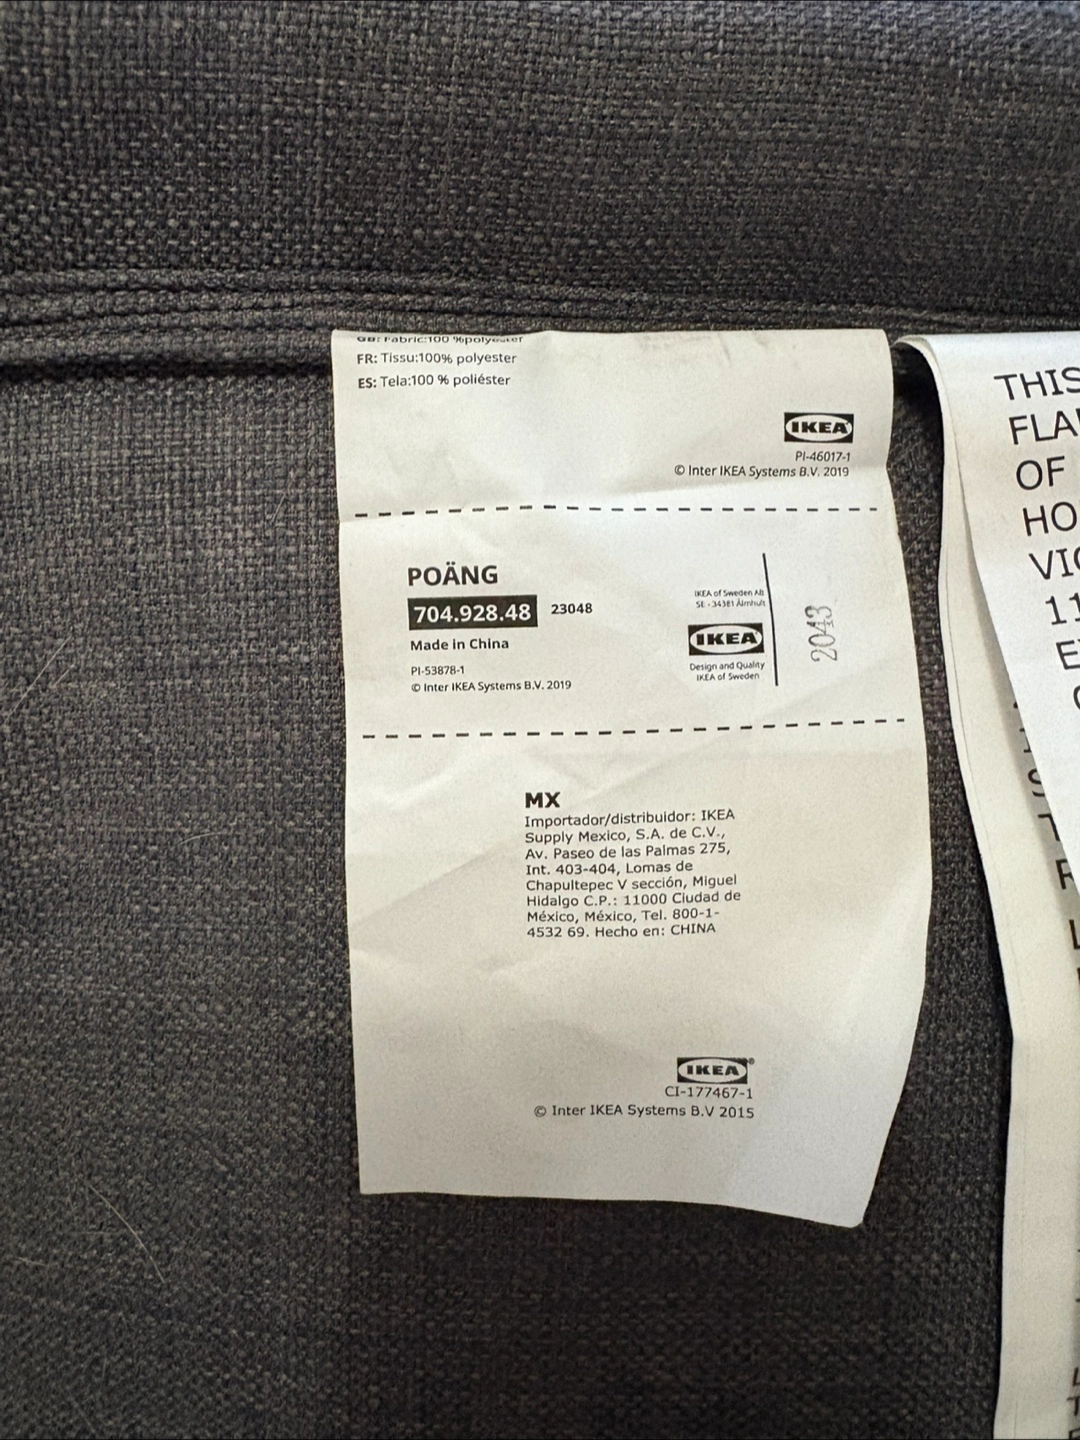 GB: Fabric:100 %polyester
FR: Tissu:100% polyester
ES: Tela:100 % poliéster
IKEA
PI-46017-1
© Inter IKEA Systems B.V. 2019
POÄNG
704.928.48 23048
Made in China
PI-53878-1
© Inter IKEA Systems B.V. 2019
IKEA of Sweden AB
SE - 34381 Älmhult
IKEA
Design and Quality
IKEA of Sweden
2043
MX
Importador/distribuidor: IKEA
Supply Mexico, S.A. de C.V.,
Av. Paseo de las Palmas 275,
Int. 403-404, Lomas de
Chapultepec V sección, Miguel
Hidalgo C.P.: 11000 Ciudad de
México, México, Tel. 800-1-
4532 69. Hecho en: CHINA
IKEA®
CI-177467-1
© Inter IKEA Systems B.V 2015
THIS
FLA
OF
HO
VIC
11